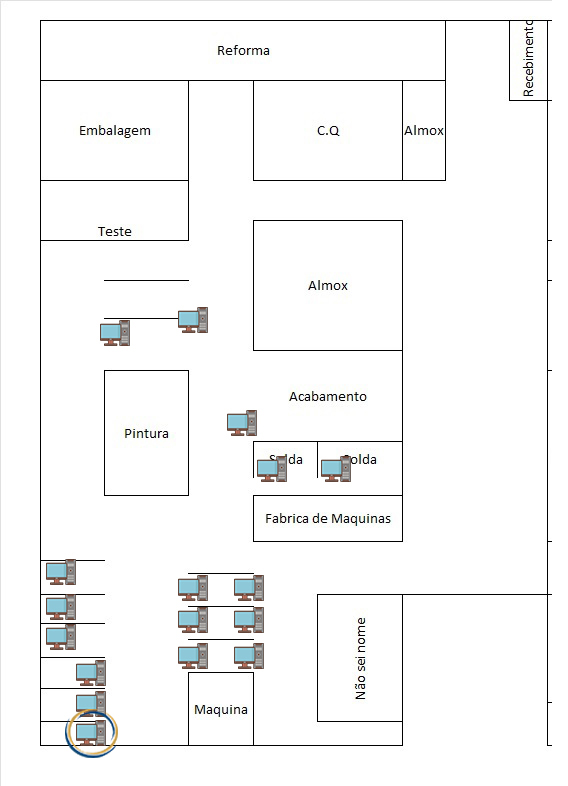 Reforma
Recebimento
Embalagem
C.Q
Almox
Teste
Almox
Acabamento
Pintura
Solda
Solda
Fabrica de Maquinas
Não sei nome
Maquina